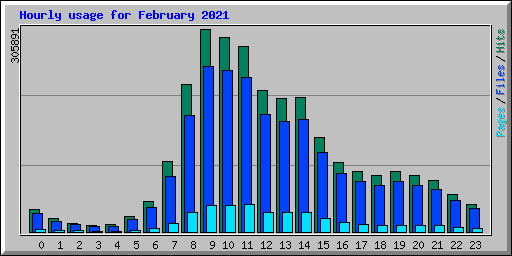 Hourly usage for February 2021
305891
Pages / Files / Hits
0 1 2 3 4 5 6 7 8 9 10 11 12 13 14 15 16 17 18 19 20 21 22 23